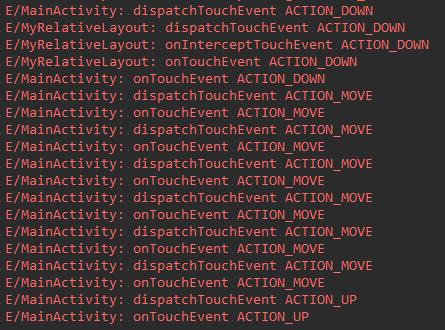 E/MainActivity: dispatchTouchEvent ACTION_DOWN
E/MyRelativeLayout: dispatchTouchEvent ACTION_DOWN
E/MyRelativeLayout: onInterceptTouchEvent ACTION_DOWN
E/MyRelativeLayout: onTouchEvent ACTION_DOWN
E/MainActivity: onTouchEvent ACTION_DOWN
E/MainActivity: dispatchTouchEvent ACTION_MOVE
E/MainActivity: onTouchEvent ACTION_MOVE
E/MainActivity: dispatchTouchEvent ACTION_MOVE
E/MainActivity: onTouchEvent ACTION_MOVE
E/MainActivity: dispatchTouchEvent ACTION_MOVE
E/MainActivity: onTouchEvent ACTION_MOVE
E/MainActivity: dispatchTouchEvent ACTION_MOVE
E/MainActivity: onTouchEvent ACTION_MOVE
E/MainActivity: dispatchTouchEvent ACTION_MOVE
E/MainActivity: onTouchEvent ACTION_MOVE
E/MainActivity: dispatchTouchEvent ACTION_MOVE
E/MainActivity: onTouchEvent ACTION_MOVE
E/MainActivity: dispatchTouchEvent ACTION_UP
E/MainActivity: onTouchEvent ACTION_UP